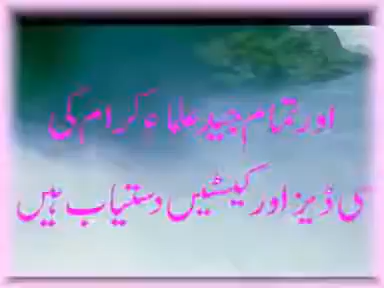 اور تمام جید علماء کرام کی
سی ڈیز اور کیسٹیں دستیاب ہیں